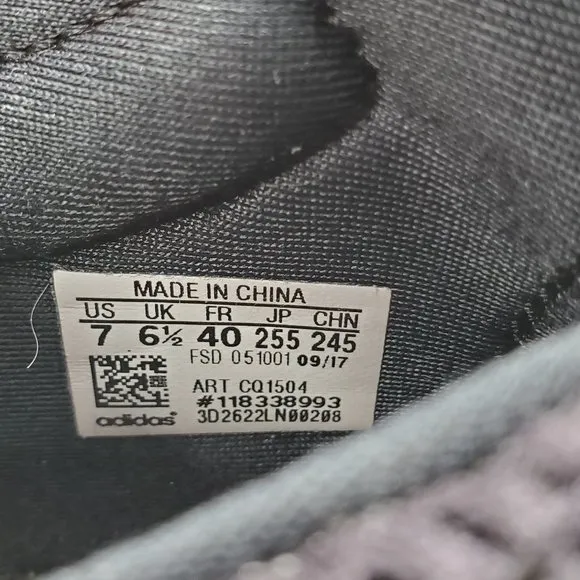 MADE IN CHINA
US UK FR JP CHN
7 6½ 40 255 245
FSD 051001 09/17
ART CQ1504
#118338993
adidas® 3D2622LN00208